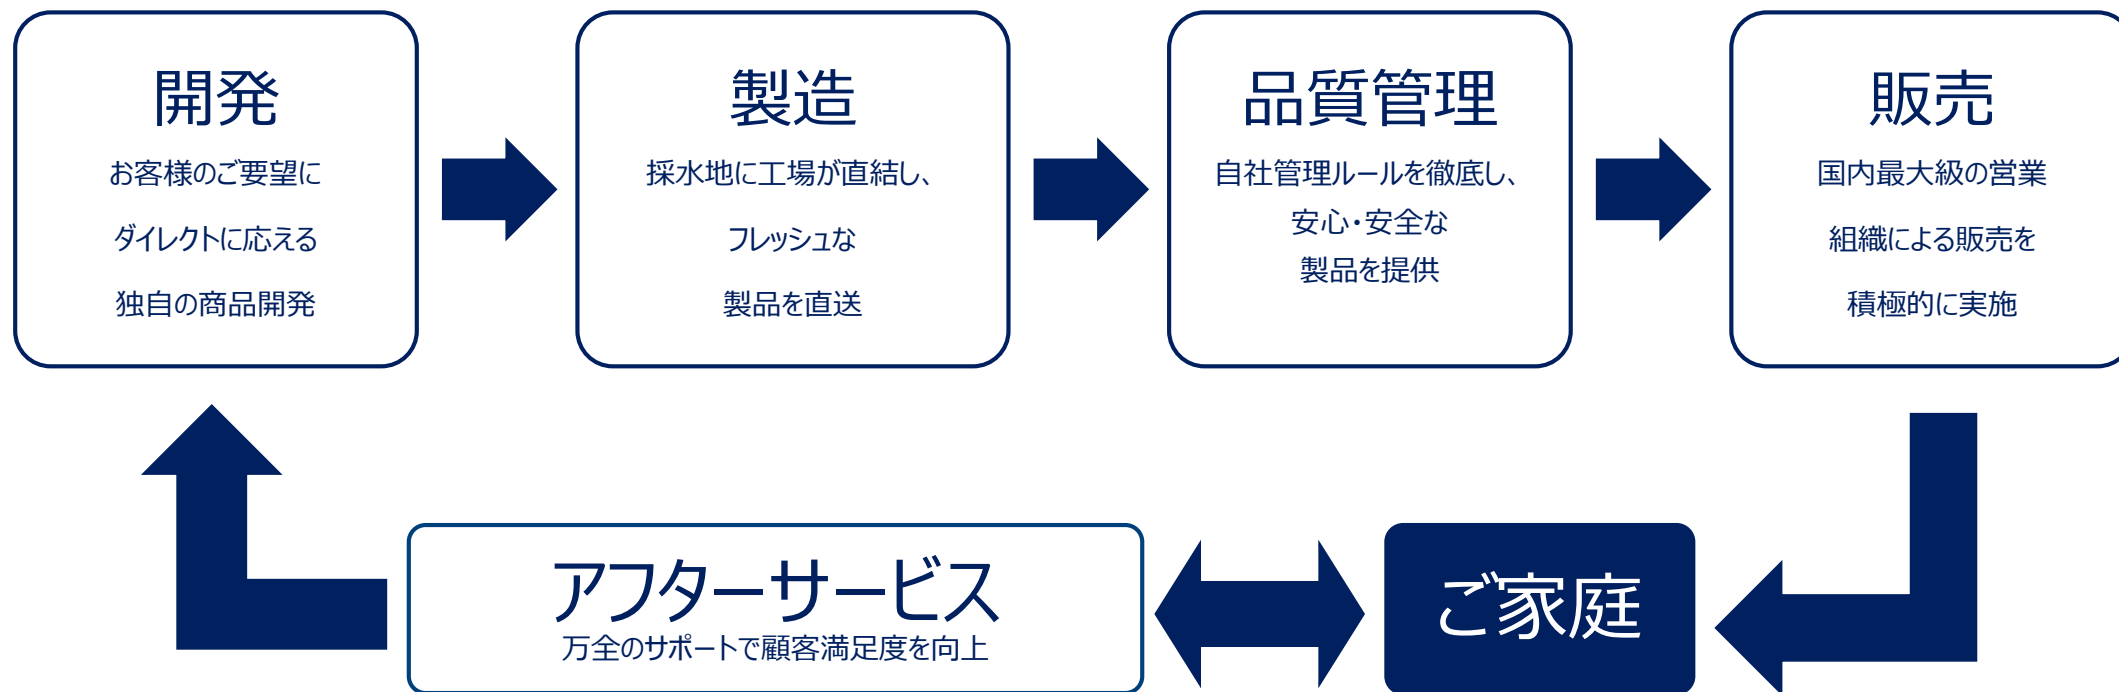 開発
お客様のご要望に
ダイレクトに応える
独自の商品開発
製造
採水地に工場が直結し、
フレッシュな
製品を直送
品質管理
自社管理ルールを徹底し、
安心・安全な
製品を提供
販売
国内最大級の営業
組織による販売を
積極的に実施
アフターサービス
万全のサポートで顧客満足度を向上
ご家庭